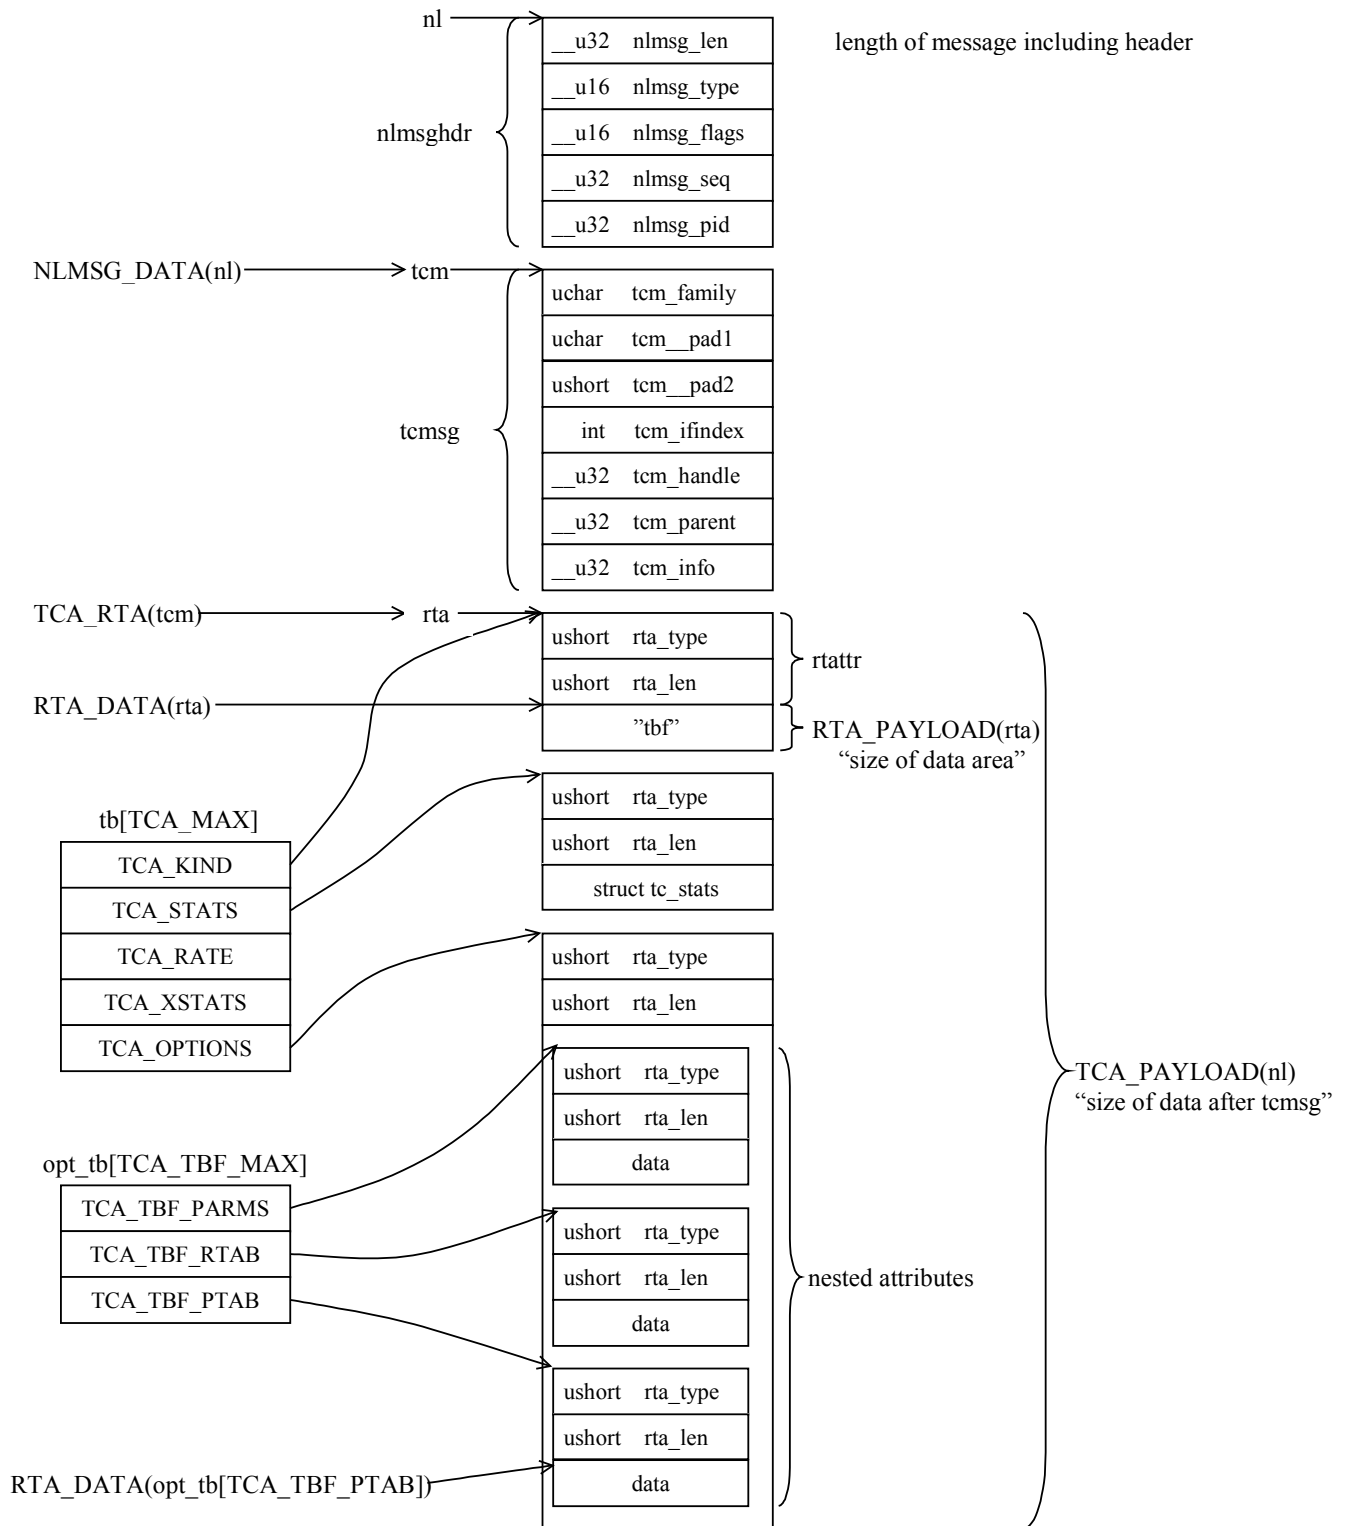 nl
__u32 nlmsg_len
length of message including header
__u16 nlmsg_type
nlmsghdr
__u16 nlmsg_flags
__u32 nlmsg_seq
__u32 nlmsg_pid
NLMSG_DATA(nl)
tcm
uchar tcm_family
uchar tcm__pad1
ushort tcm__pad2
tcmsg
int tcm_ifindex
__u32 tcm_handle
__u32 tcm_parent
__u32 tcm_info
TCA_RTA(tcm)
rta
ushort rta_type
rtattr
ushort rta_len
RTA_DATA(rta)
”tbf”
RTA_PAYLOAD(rta)
“size of data area”
ushort rta_type
tb[TCA_MAX]
ushort rta_len
TCA_KIND
struct tc_stats
TCA_STATS
TCA_RATE
ushort rta_type
TCA_XSTATS
ushort rta_len
TCA_OPTIONS
ushort rta_type
TCA_PAYLOAD(nl)
“size of data after tcmsg”
ushort rta_len
data
opt_tb[TCA_TBF_MAX]
TCA_TBF_PARMS
ushort rta_type
TCA_TBF_RTAB
ushort rta_len
nested attributes
TCA_TBF_PTAB
data
ushort rta_type
ushort rta_len
RTA_DATA(opt_tb[TCA_TBF_PTAB])
data